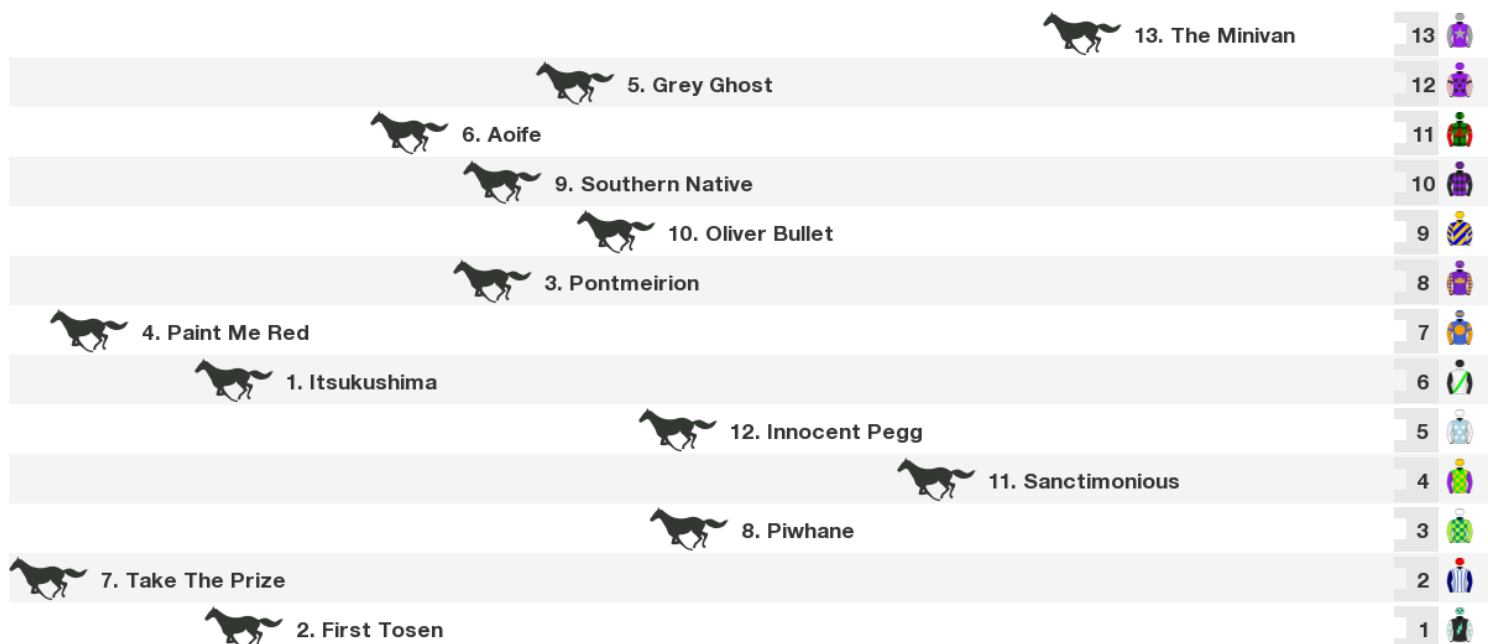 13. The Minivan 13
5. Grey Ghost 12
6. Aoife 11
9. Southern Native 10
10. Oliver Bullet 9
3. Pontmeirion 8
4. Paint Me Red 7
1. Itsukushima 6
12. Innocent Pegg 5
11. Sanctimonious 4
8. Piwhane 3
7. Take The Prize 2
2. First Tosen 1